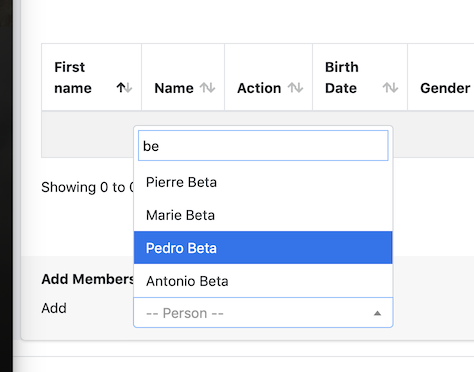 First name
Name
Action
Birth Date
Gender
be
Pierre Beta
Showing 0 to
Marie Beta
Pedro Beta
Add Members
Antonio Beta
Add
-- Person --